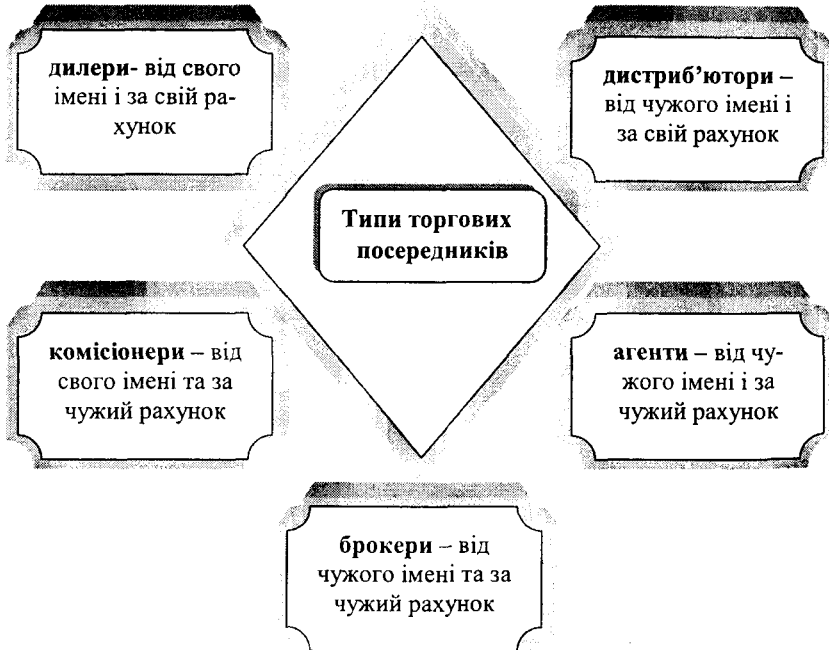 дилери- від свого
імені і за свій ра-
хунок
дистриб’ютори –
від чужого імені і
за свій рахунок
Типи торгових
посередників
комісіонери – від
свого імені та за
чужий рахунок
агенти – від чу-
жого імені і за
чужий рахунок
брокери – від
чужого імені та за
чужий рахунок